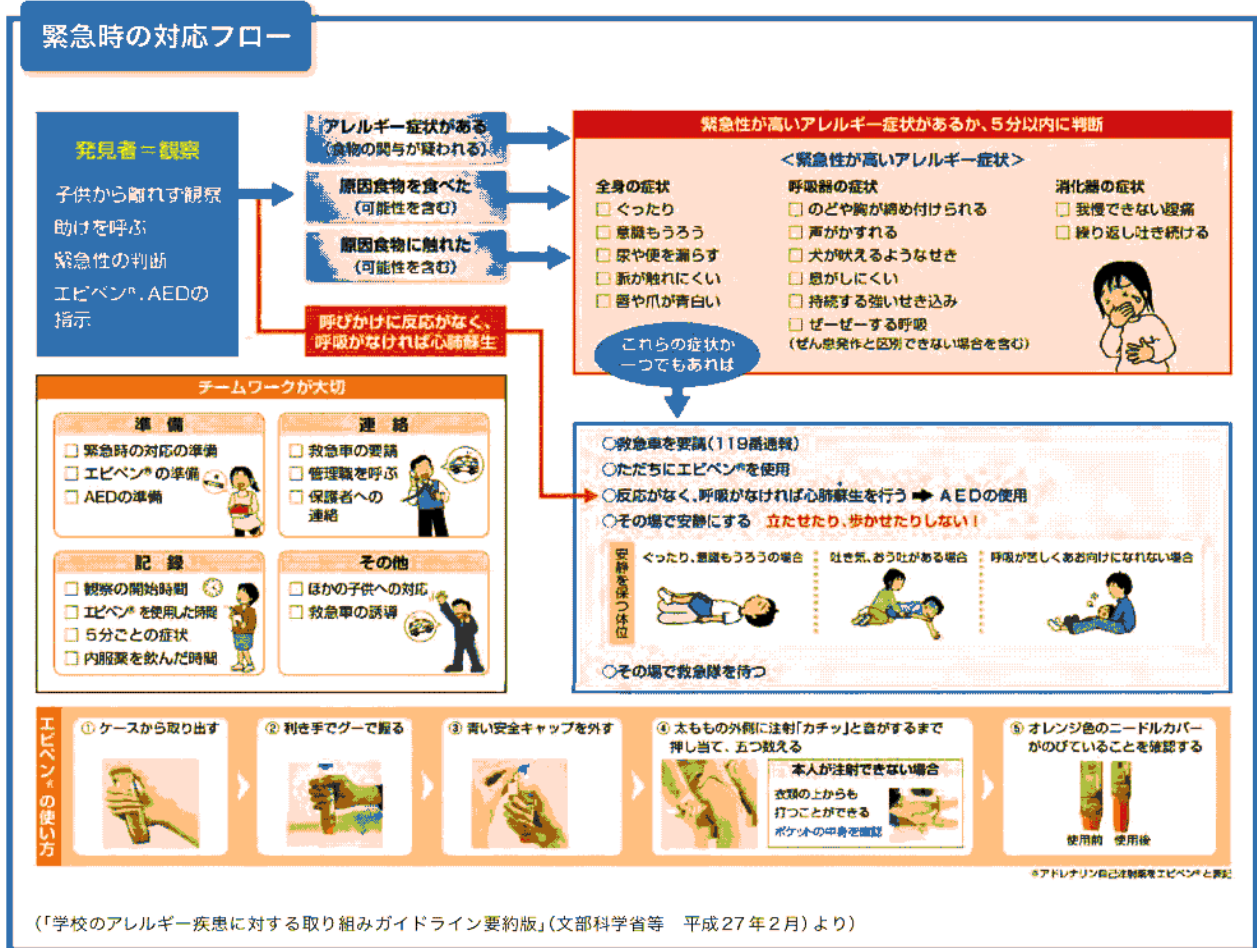 緊急時の対応フロー
発見者=観察
子供から離れず観察
助けを呼ぶ
緊急性の判断
エピペン®、AEDの
指示
アレルギー症状がある
(食物の関与が疑われる)
原因食物を食べた
(可能性を含む)
原因食物に触れた
(可能性を含む)
呼びかけに反応がなく、
呼吸がなければ心肺蘇生
緊急性が高いアレルギー症状があるか、5分以内に判断
<緊急性が高いアレルギー症状>
全身の症状
□ ぐったり
□ 意識もうろう
□ 尿や便を漏らす
□ 脈が触れにくい
□ 唇や爪が青白い
呼吸器の症状
□ のどや胸が締め付けられる
□ 声がかすれる
□ 犬が吠えるようなせき
□ 息がしにくい
□ 持続する強いせき込み
□ ぜーぜーする呼吸
(ぜん息発作と区別できない場合を含む)
消化器の症状
□ 我慢できない腹痛
□ 繰り返し吐き続ける
これらの症状が
一つでもあれば
チームワークが大切
準備
□ 緊急時の対応の準備
□ エピペン®の準備
□ AEDの準備
連絡
□ 救急車の要請
□ 管理職を呼ぶ
□ 保護者への
連絡
記録
□ 観察の開始時間
□ エピペン®を使用した時間
□ 5分ごとの症状
□ 内服薬を飲んだ時間
その他
□ ほかの子供への対応
□ 救急車の誘導
○救急車を要請(119番通報)
○ただちにエピペン®を使用
○反応がなく、呼吸がなければ心肺蘇生を行う ➡ AEDの使用
○その場で安静にする 立たせたり、歩かせたりしない!
安静を保つ体位
ぐったり、意識もうろうの場合
吐き気、おう吐がある場合
呼吸が苦しくあお向けになれない場合
○その場で救急隊を待つ
エピペン®の使い方
① ケースから取り出す
② 利き手でグーで握る
③ 青い安全キャップを外す
④ 太ももの外側に注射「カチッ」と音がするまで
押し当て、五つ数える
本人が注射できない場合
衣類の上からも
打つことができる
ポケットの中身を確認
⑤ オレンジ色のニードルカバー
がのびていることを確認する
使用前 使用後
※アドレナリン自己注射薬をエピペン®と表記
(「学校のアレルギー疾患に対する取り組みガイドライン要約版」(文部科学省等 平成27年2月)より)